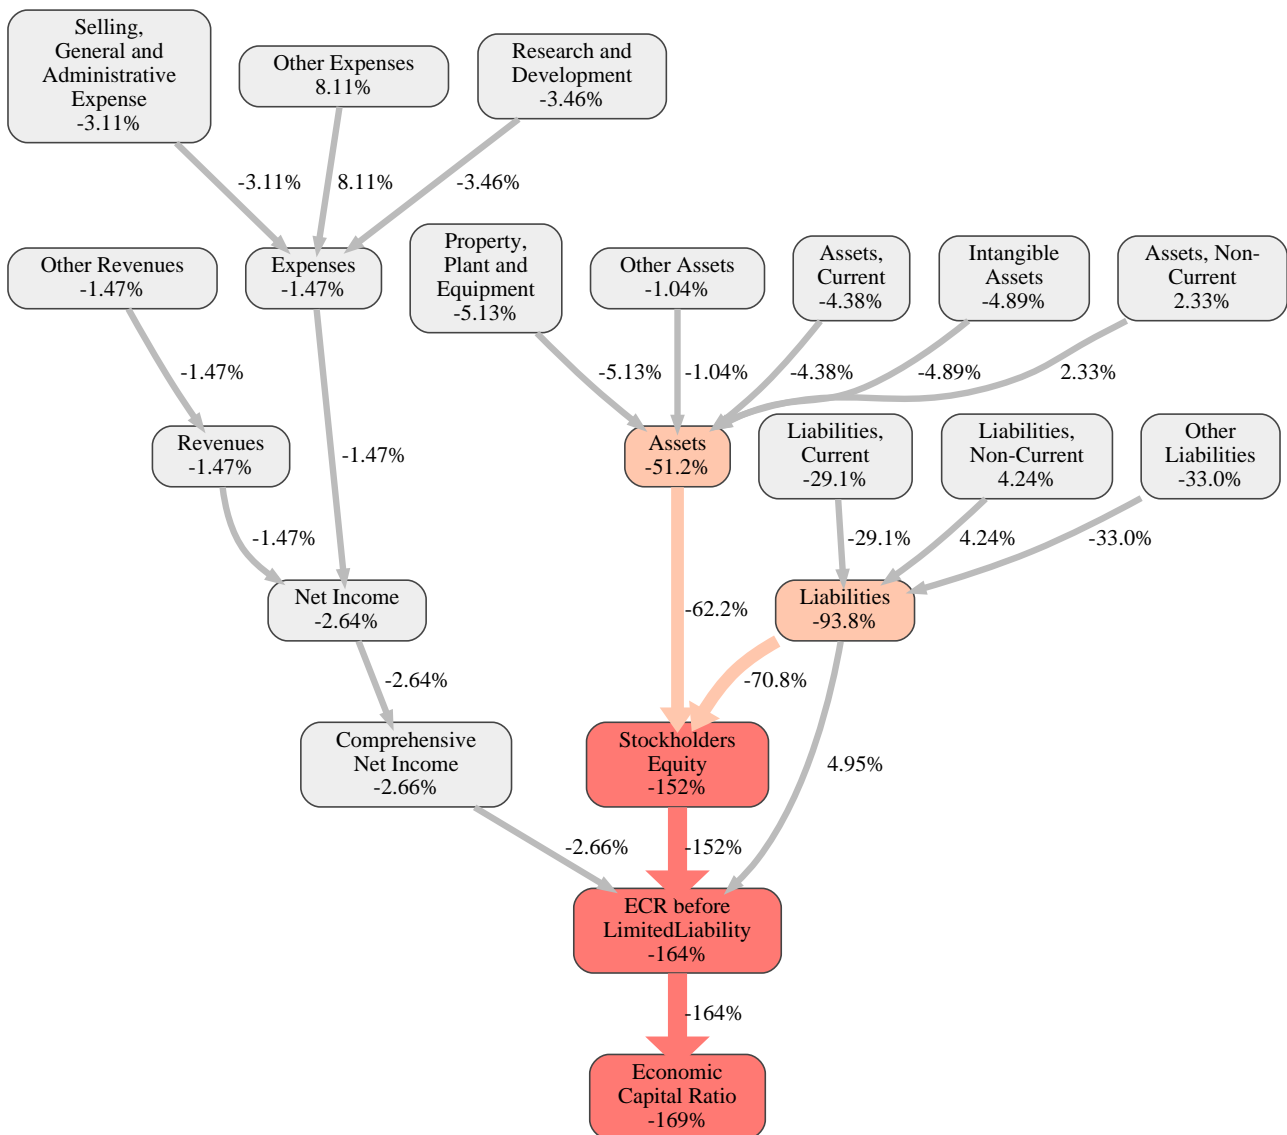 Selling,
General and
Administrative
Expense
-3.11%
Other Expenses
8.11%
Research and
Development
-3.46%
-3.11%
8.11%
-3.46%
Other Revenues
-1.47%
Expenses
-1.47%
Property,
Plant and
Equipment
-5.13%
Other Assets
-1.04%
Assets,
Current
-4.38%
Intangible
Assets
-4.89%
Assets, Non-
Current
2.33%
-1.47%
-5.13%
-1.04%
-4.38%
-4.89%
2.33%
Revenues
-1.47%
-1.47%
Assets
-51.2%
Liabilities,
Current
-29.1%
Liabilities,
Non-Current
4.24%
Other
Liabilities
-33.0%
-1.47%
-29.1%
4.24%
-33.0%
Net Income
-2.64%
-62.2%
Liabilities
-93.8%
-2.64%
-70.8%
Comprehensive
Net Income
-2.66%
Stockholders
Equity
-152%
4.95%
-2.66%
-152%
ECR before
LimitedLiability
-164%
-164%
Economic
Capital Ratio
-169%